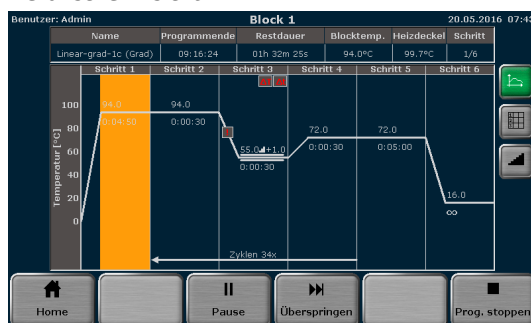 Benutzer: Admin Block 1 20.05.2016 07:43
Name Programmende Restdauer Blocktemp. Heizdeckel Schritt
Linear-grad-1c (Grad) 09:16:24 01h 32m 25s 94.0°C 99.7°C 1/6
Schritt 1 Schritt 2 Schritt 3 Schritt 4 Schritt 5 Schritt 6
Temperatur [°C]
100
80
60
40
20
0
94.0 94.0
0:04:50 0:00:30
55.0 +1.0
0:00:30
72.0 72.0
0:00:30 0:05:00
16.0
∞
Zyklen 34x
Home Pause Überspringen Prog. stoppen